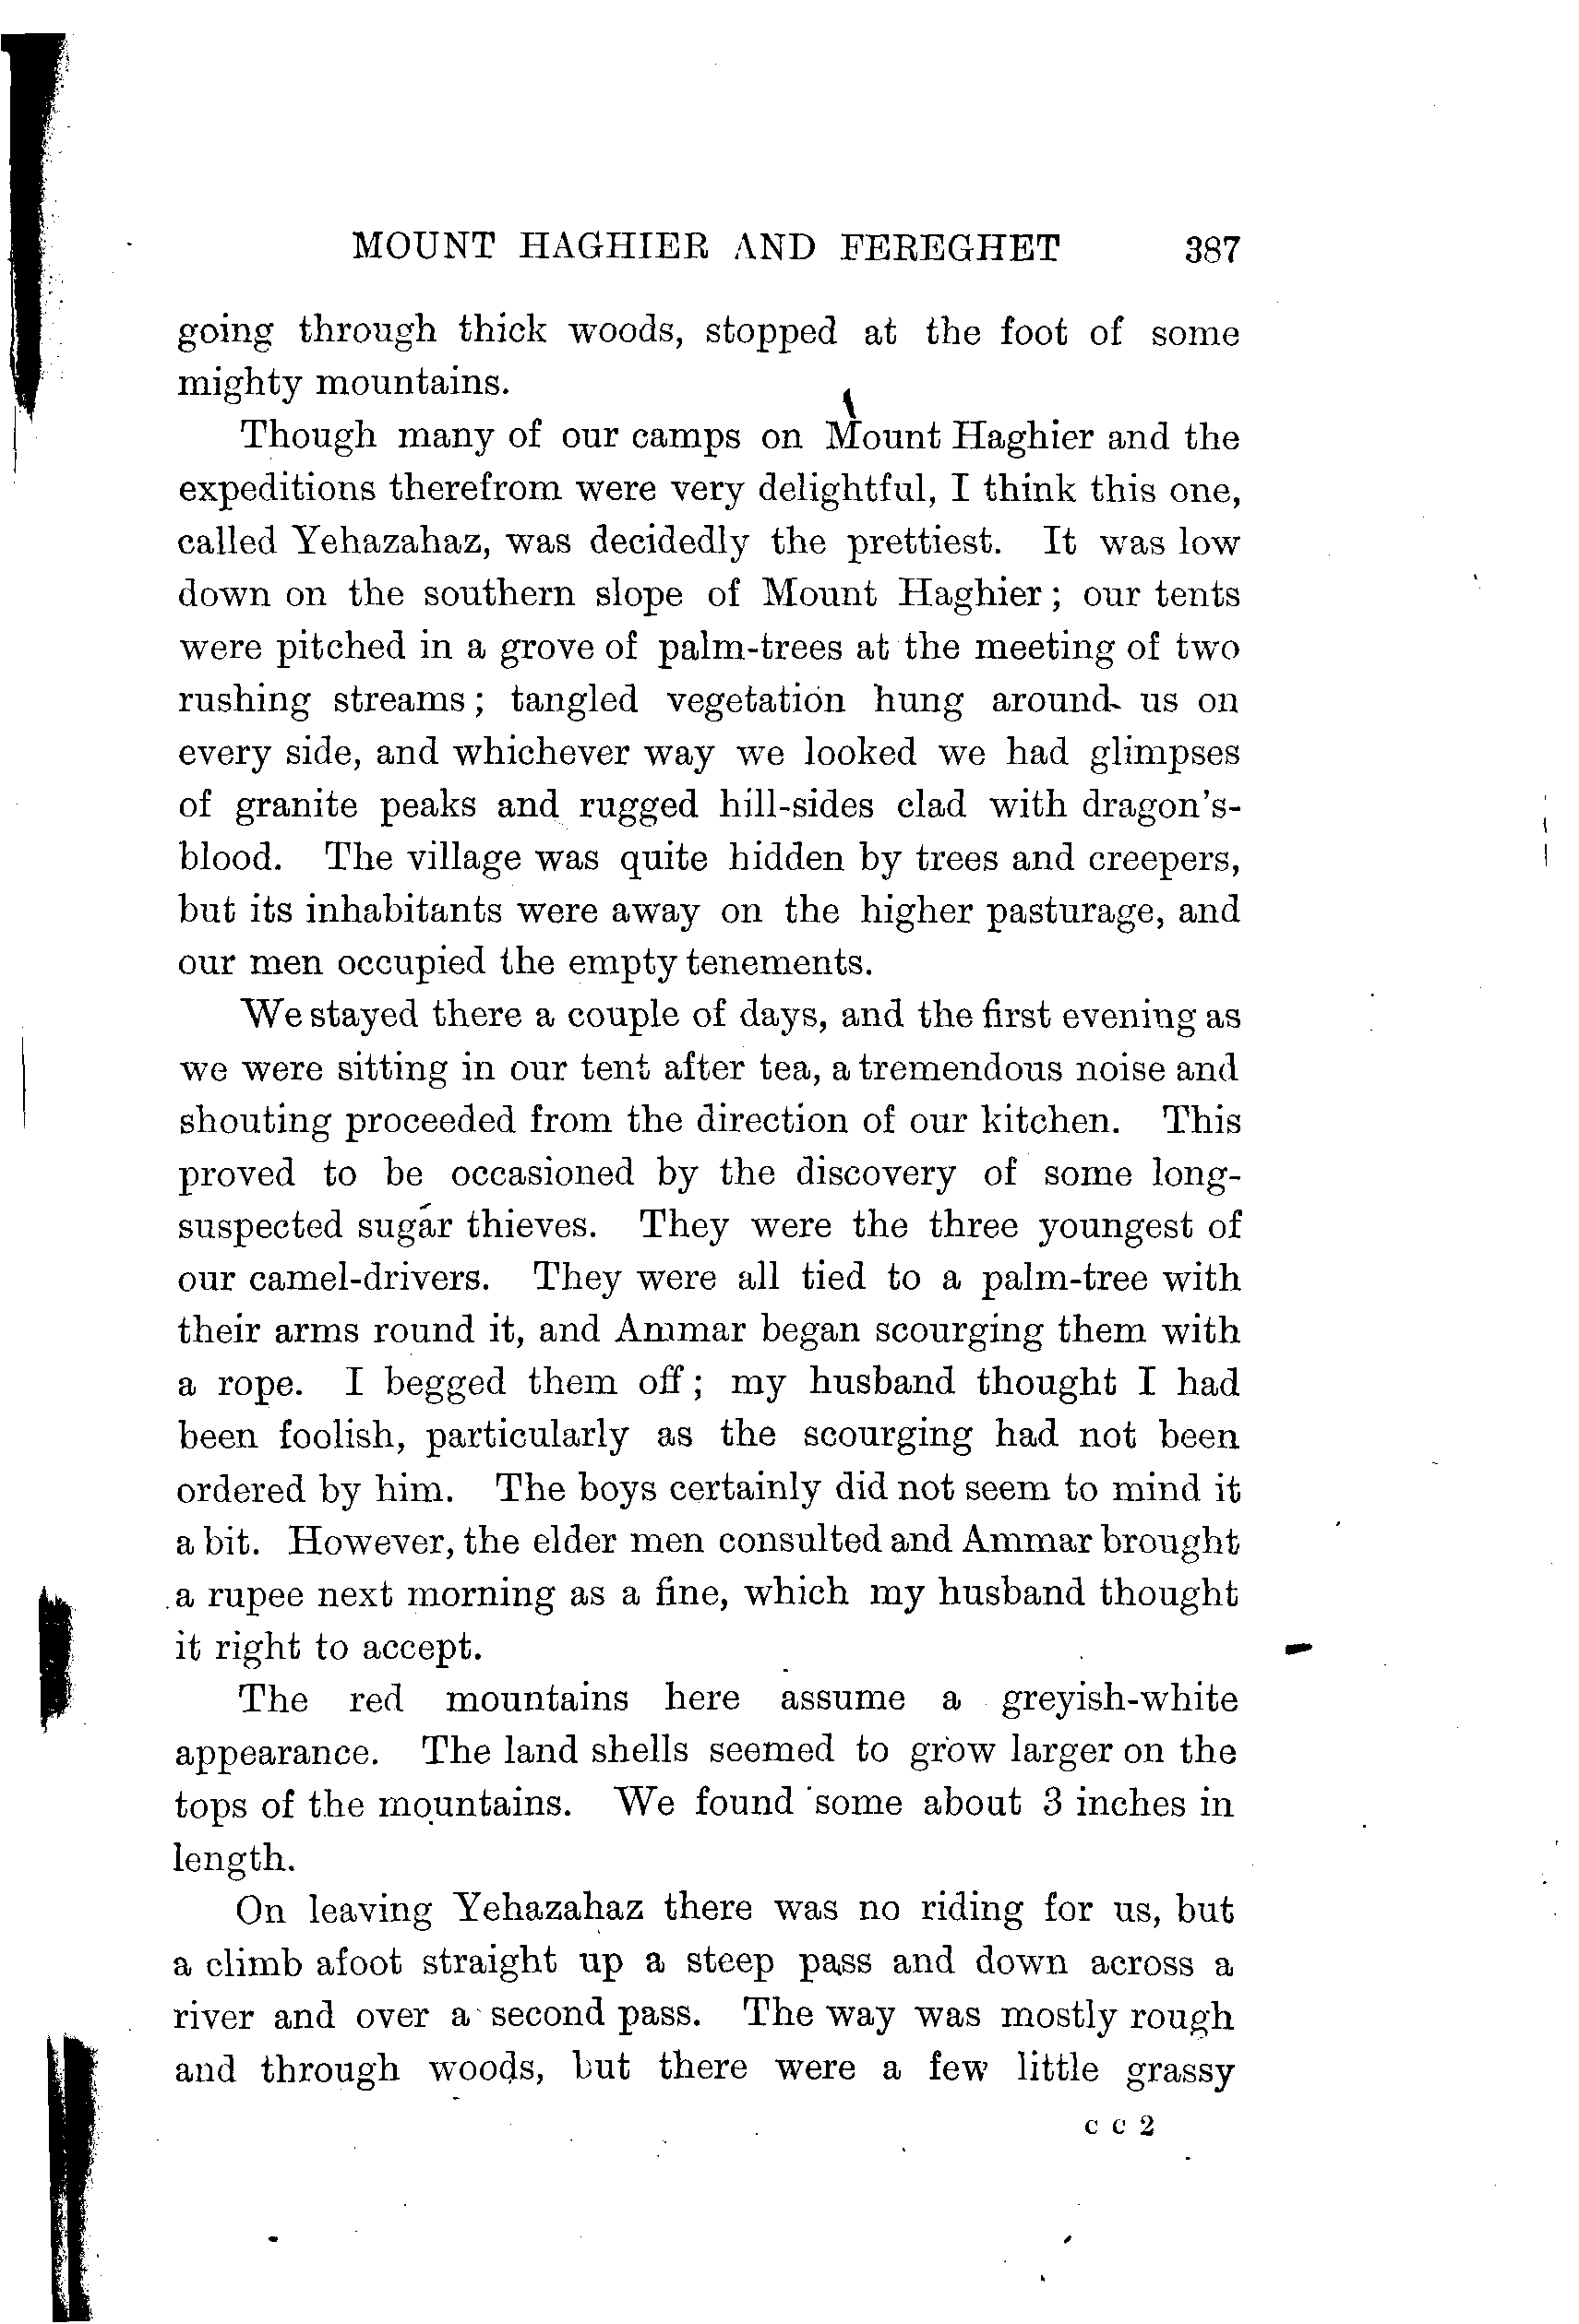 MOUNT HAGHIER AND FEREGHET 387
going through thick woods, stopped at the foot of some
mighty mountains.
Though many of our camps on Mount Haghier and the
expeditions therefrom were very delightful, I think this one,
called Yehazahaz, was decidedly the prettiest. It was low
down on the southern slope of Mount Haghier; our tents
were pitched in a grove of palm-trees at the meeting of two
rushing streams; tangled vegetation hung around us on
every side, and whichever way we looked we had glimpses
of granite peaks and rugged hill-sides clad with dragon's-
blood. The village was quite hidden by trees and creepers,
but its inhabitants were away on the higher pasturage, and
our men occupied the empty tenements.
We stayed there a couple of days, and the first evening as
we were sitting in our tent after tea, a tremendous noise and
shouting proceeded from the direction of our kitchen. This
proved to be occasioned by the discovery of some long-
suspected sugar thieves. They were the three youngest of
our camel-drivers. They were all tied to a palm-tree with
their arms round it, and Ammar began scourging them with
a rope. I begged them off; my husband thought I had
been foolish, particularly as the scourging had not been
ordered by him. The boys certainly did not seem to mind it
a bit. However, the elder men consulted and Ammar brought
a rupee next morning as a fine, which my husband thought
it right to accept.
The red mountains here assume a greyish-white
appearance. The land shells seemed to grow larger on the
tops of the mountains. We found some about 3 inches in
length.
On leaving Yehazahaz there was no riding for us, but
a climb afoot straight up a steep pass and down across a
river and over a second pass. The way was mostly rough
and through woods, but there were a few little grassy
c c 2